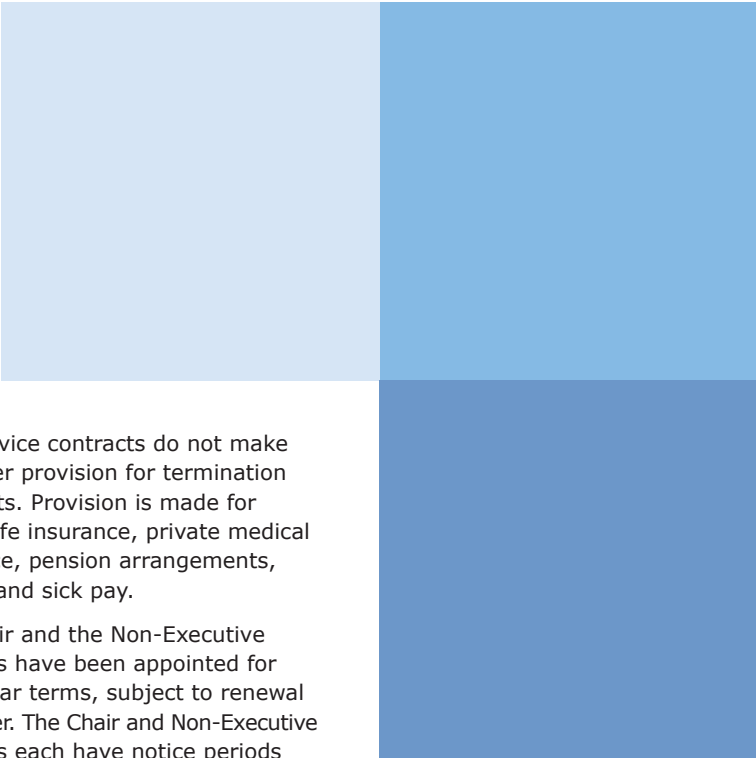 vice contracts do not make
er provision for termination
ts. Provision is made for
fe insurance, private medical
e, pension arrangements,
and sick pay.
ir and the Non-Executive
s have been appointed for
ar terms, subject to renewal
er. The Chair and Non-Executive
s each have notice periods